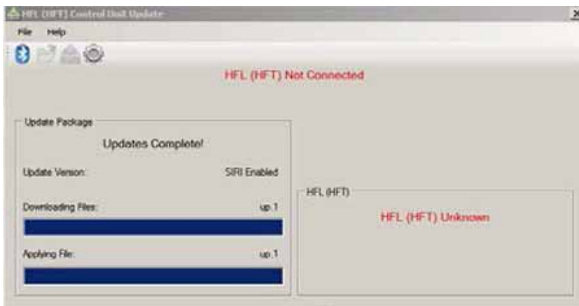 HFL (HFT) Control Unit Update
File Help
HFL (HFT) Not Connected
Update Package
Updates Complete!
Update Version: SIRI Enabled
Downloading Files: up.1
Applying File: up.1
HFL (HFT)
HFL (HFT) Unknown